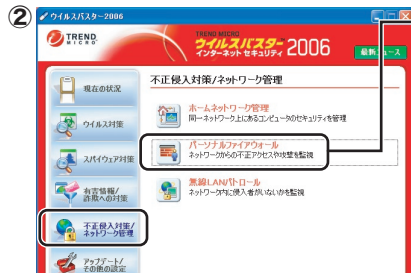 ②
ウイルスバスター2006
TREND MICRO
TREND MICRO
ウイルスバスター 2006
インターネット セキュリティ
最新ニュース
現在の状況
ウイルス対策
スパイウェア対策
有害情報/
詐欺への対策
不正侵入対策/
ネットワーク管理
アップデート/
その他の設定
不正侵入対策/ネットワーク管理
ホームネットワーク管理
同一ネットワーク上にあるコンピュータのセキュリティを管理
パーソナルファイアウォール
ネットワークからの不正アクセスや攻撃を監視
無線LANパトロール
ネットワーク内に侵入者がいないかを監視